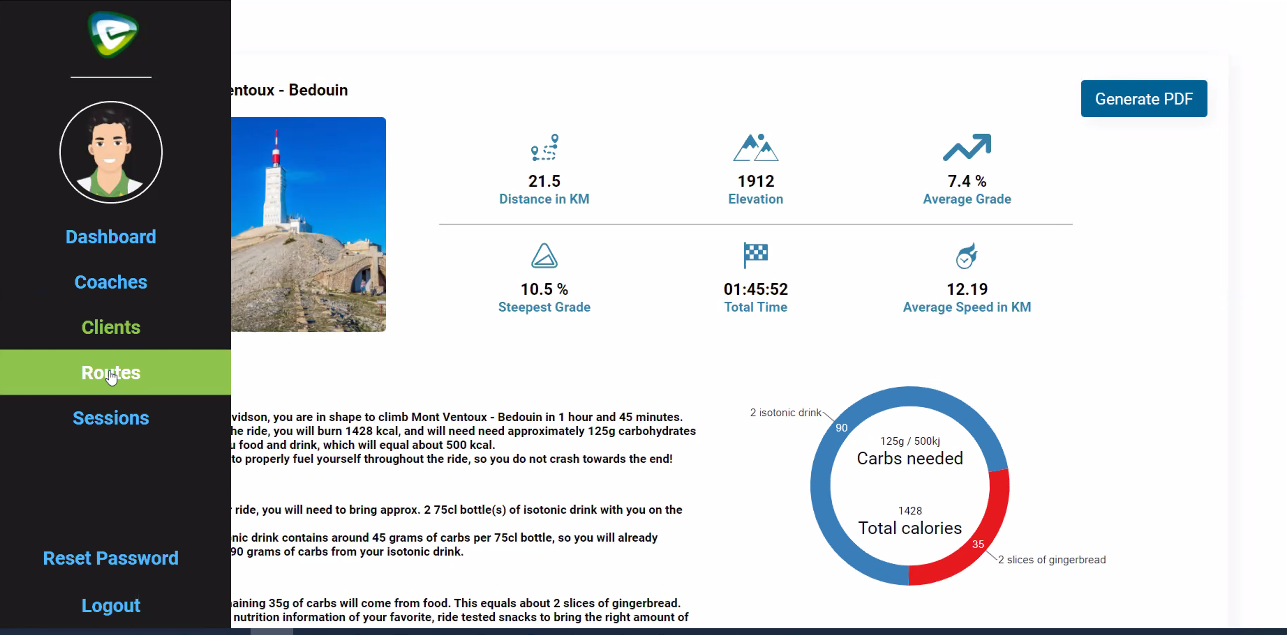 Dashboard
Coaches
Clients
Routes
Sessions
Reset Password
Logout
entoux - Bedouin
Generate PDF
21.5
Distance in KM
1912
Elevation
7.4 %
Average Grade
10.5 %
Steepest Grade
01:45:52
Total Time
12.19
Average Speed in KM
vidson, you are in shape to climb Mont Ventoux - Bedouin in 1 hour and 45 minutes.
he ride, you will burn 1428 kcal, and will need need approximately 125g carbohydrates
u food and drink, which will equal about 500 kcal.
to properly fuel yourself throughout the ride, so you do not crash towards the end!
ride, you will need to bring approx. 2 75cl bottle(s) of isotonic drink with you on the
nic drink contains around 45 grams of carbs per 75cl bottle, so you will already
90 grams of carbs from your isotonic drink.
aining 35g of carbs will come from food. This equals about 2 slices of gingerbread.
nutrition information of your favorite, ride tested snacks to bring the right amount of
2 isotonic drink
90
125g / 500kj
Carbs needed
1428
Total calories
35
2 slices of gingerbread